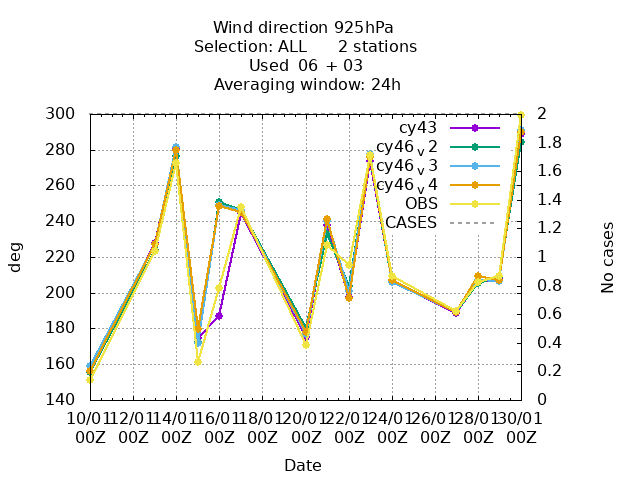 Wind direction 925hPa
Selection: ALL 2 stations
Used 06 + 03
Averaging window: 24h
300
280
260
240
220
200
180
160
140
deg
2
1.8
1.6
1.4
1.2
1
0.8
0.6
0.4
0.2
0
No cases
cy43
cy46v2
cy46v3
cy46v4
OBS
CASES
10/01 12/01 14/01 16/01 18/01 20/01 22/01 24/01 26/01 28/01 30/01
00Z 00Z 00Z 00Z 00Z 00Z 00Z 00Z 00Z 00Z 00Z
Date